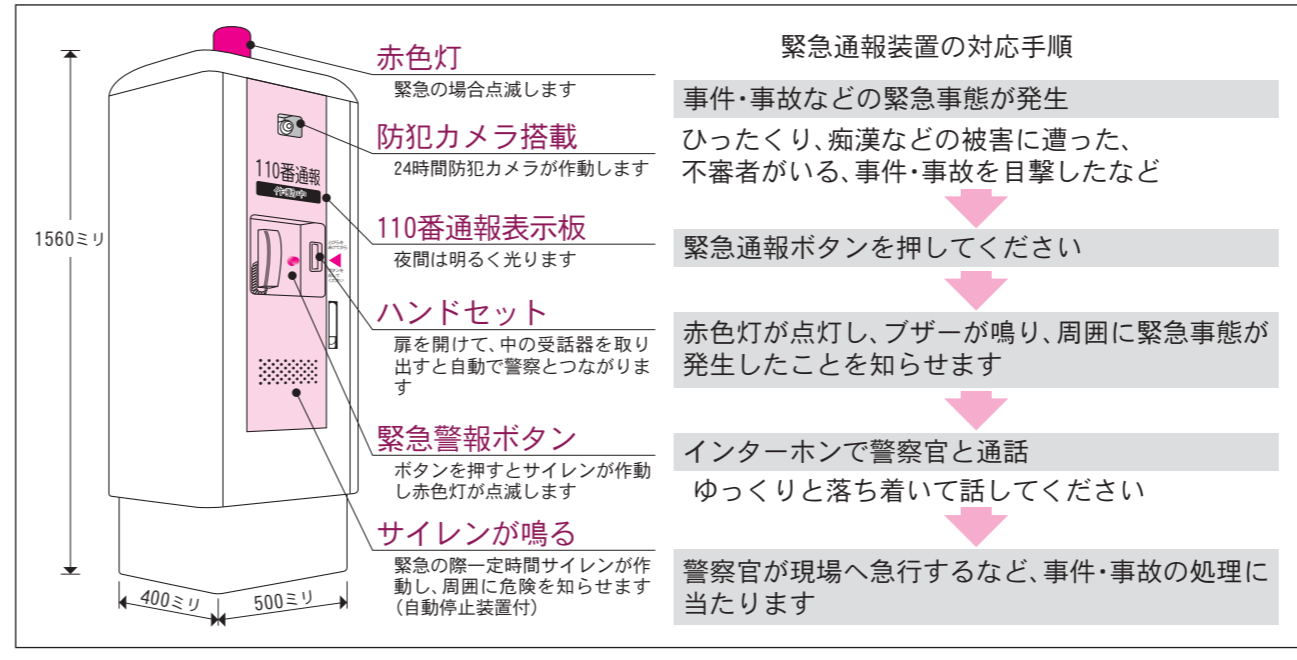 赤色灯
緊急の場合点滅します
防犯カメラ搭載
24時間防犯カメラが作動します
110番通報表示板
夜間は明るく光ります
ハンドセット
扉を開けて、中の受話器を取り
出すと自動で警察とつながりま
す
緊急警報ボタン
ボタンを押すとサイレンが作動
し赤色灯が点滅します
サイレンが鳴る
緊急の際一定時間サイレンが作
動し、周囲に危険を知らせます
（自動停止装置付）
110番通報
作動中
1560ミリ
400ミリ
500ミリ
緊急通報装置の対応手順
事件・事故などの緊急事態が発生
ひったくり、痴漢などの被害に遭った、
不審者がいる、事件・事故を目撃したなど
緊急通報ボタンを押してください
赤色灯が点灯し、ブザーが鳴り、周囲に緊急事態が
発生したことを知らせます
インターホンで警察官と通話
ゆっくりと落ち着いて話してください
警察官が現場へ急行するなど、事件・事故の処理に
当たります